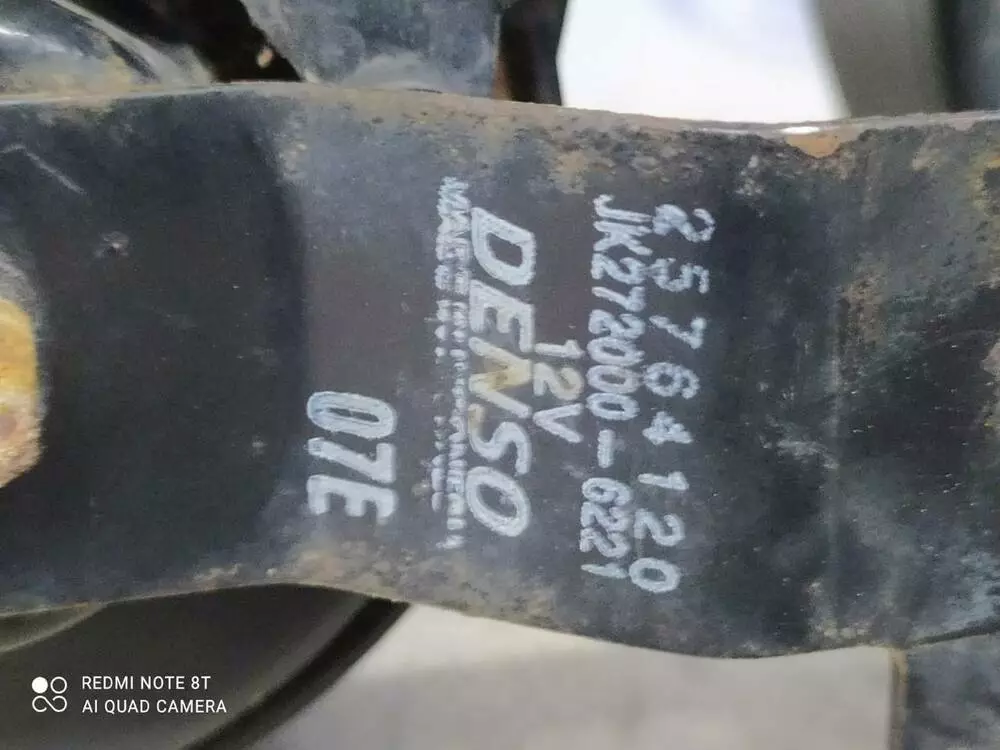 25764120
JK272000-6221
12V
DENSO
07E
REDMI NOTE 8T
AI QUAD CAMERA